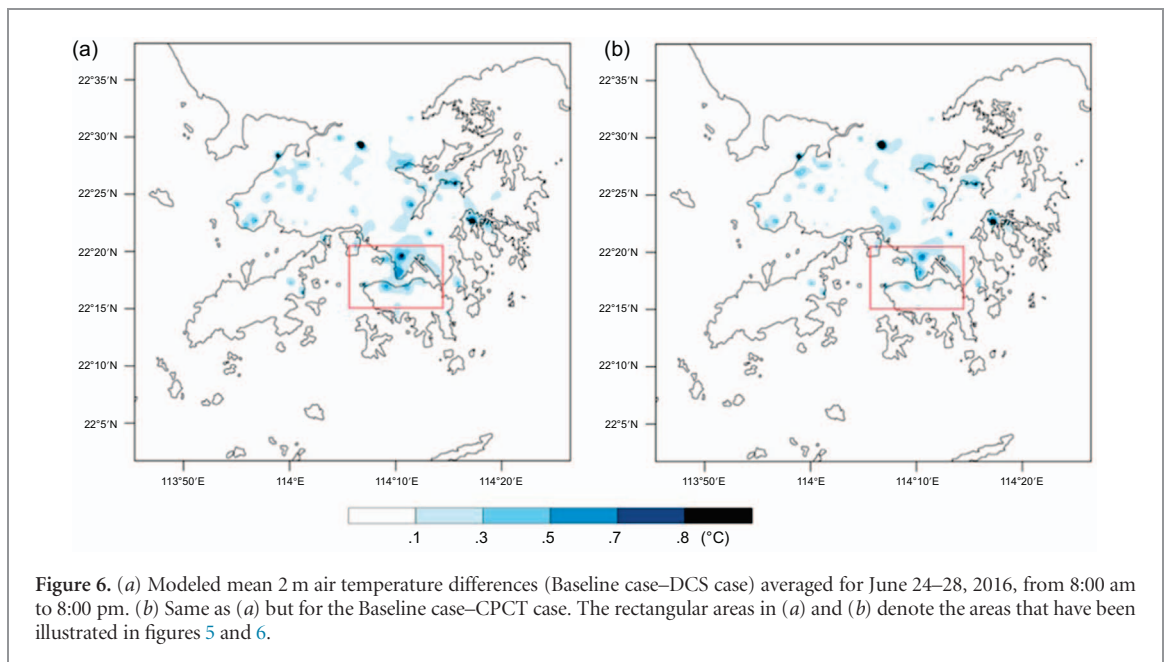 (a)
(b)
22°35′N
22°30′N
22°25′N
22°20′N
22°15′N
22°10′N
22°5′N
113°50′E 114°E 114°10′E 114°20′E
22°35′N
22°30′N
22°25′N
22°20′N
22°15′N
22°10′N
22°5′N
113°50′E 114°E 114°10′E 114°20′E
.1 .3 .5 .7 .8 (°C)
Figure 6. (a) Modeled mean 2 m air temperature differences (Baseline case–DCS case) averaged for June 24–28, 2016, from 8:00 am
to 8:00 pm. (b) Same as (a) but for the Baseline case–CPCT case. The rectangular areas in (a) and (b) denote the areas that have been
illustrated in figures 5 and 6.